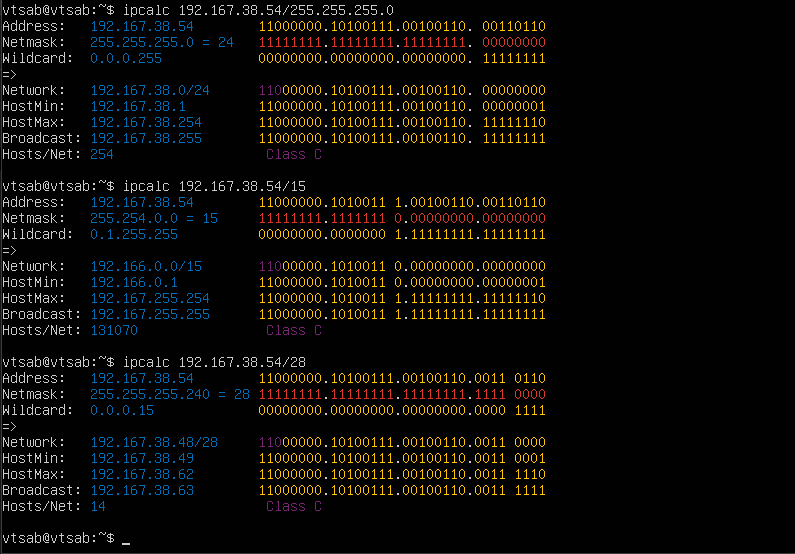 vtsab@vtsab:~$ ipcalc 192.167.38.54/255.255.255.0
Address:   192.167.38.54        11000000.10100111.00100110. 00110110
Netmask:   255.255.255.0 = 24   11111111.11111111.11111111. 00000000
Wildcard:  0.0.0.255            00000000.00000000.00000000. 11111111
=>
Network:   192.167.38.0/24      11000000.10100111.00100110. 00000000
HostMin:   192.167.38.1         11000000.10100111.00100110. 00000001
HostMax:   192.167.38.254       11000000.10100111.00100110. 11111110
Broadcast: 192.167.38.255       11000000.10100111.00100110. 11111111
Hosts/Net: 254                   Class C
vtsab@vtsab:~$ ipcalc 192.167.38.54/15
Address:   192.167.38.54        11000000.1010011 1.00100110.00110110
Netmask:   255.254.0.0 = 15     11111111.1111111 0.00000000.00000000
Wildcard:  0.1.255.255          00000000.0000000 1.11111111.11111111
=>
Network:   192.166.0.0/15       11000000.1010011 0.00000000.00000000
HostMin:   192.166.0.1          11000000.1010011 0.00000000.00000001
HostMax:   192.167.255.254      11000000.1010011 1.11111111.11111110
Broadcast: 192.167.255.255      11000000.1010011 1.11111111.11111111
Hosts/Net: 131070                Class C
vtsab@vtsab:~$ ipcalc 192.167.38.54/28
Address:   192.167.38.54        11000000.10100111.00100110.0011 0110
Netmask:   255.255.255.240 = 28 11111111.11111111.11111111.1111 0000
Wildcard:  0.0.0.15             00000000.00000000.00000000.0000 1111
=>
Network:   192.167.38.48/28     11000000.10100111.00100110.0011 0000
HostMin:   192.167.38.49        11000000.10100111.00100110.0011 0001
HostMax:   192.167.38.62        11000000.10100111.00100110.0011 1110
Broadcast: 192.167.38.63        11000000.10100111.00100110.0011 1111
Hosts/Net: 14                    Class C
vtsab@vtsab:~$ _